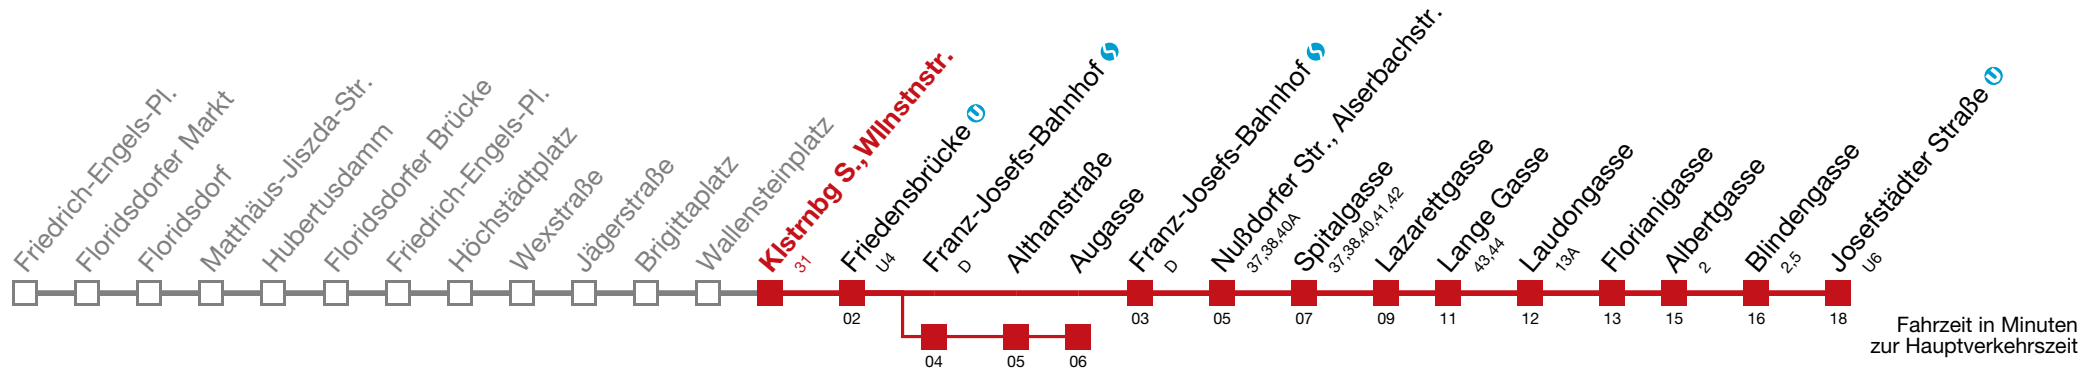 Friedrich-Engels-Pl.
Floridsdorfer Markt
Floridsdorf
Matthäus-Jiszda-Str.
Hubertusdamm
Floridsdorfer Brücke
Friedrich-Engels-Pl.
Höchstädtplatz
Wexstraße
Jägerstraße
Brigittaplatz
Wallensteinplatz
Klstrnbg S.,Wllnstnstr.
31
Friedensbrücke U
U4
02
Franz-Josefs-Bahnhof S
D
04
Althanstraße
05
Augasse
06
Franz-Josefs-Bahnhof S
D
03
Nußdorfer Str., Alserbachstr.
37,38,40A
05
Spitalgasse
37,38,40,41,42
07
Lazarettgasse
09
Lange Gasse
43,44
11
Laudongasse
13A
12
Florianigasse
13
Albertgasse
2
15
Blindengasse
2,5
16
Josefstädter Straße U
U6
18
Fahrzeit in Minuten
zur Hauptverkehrszeit